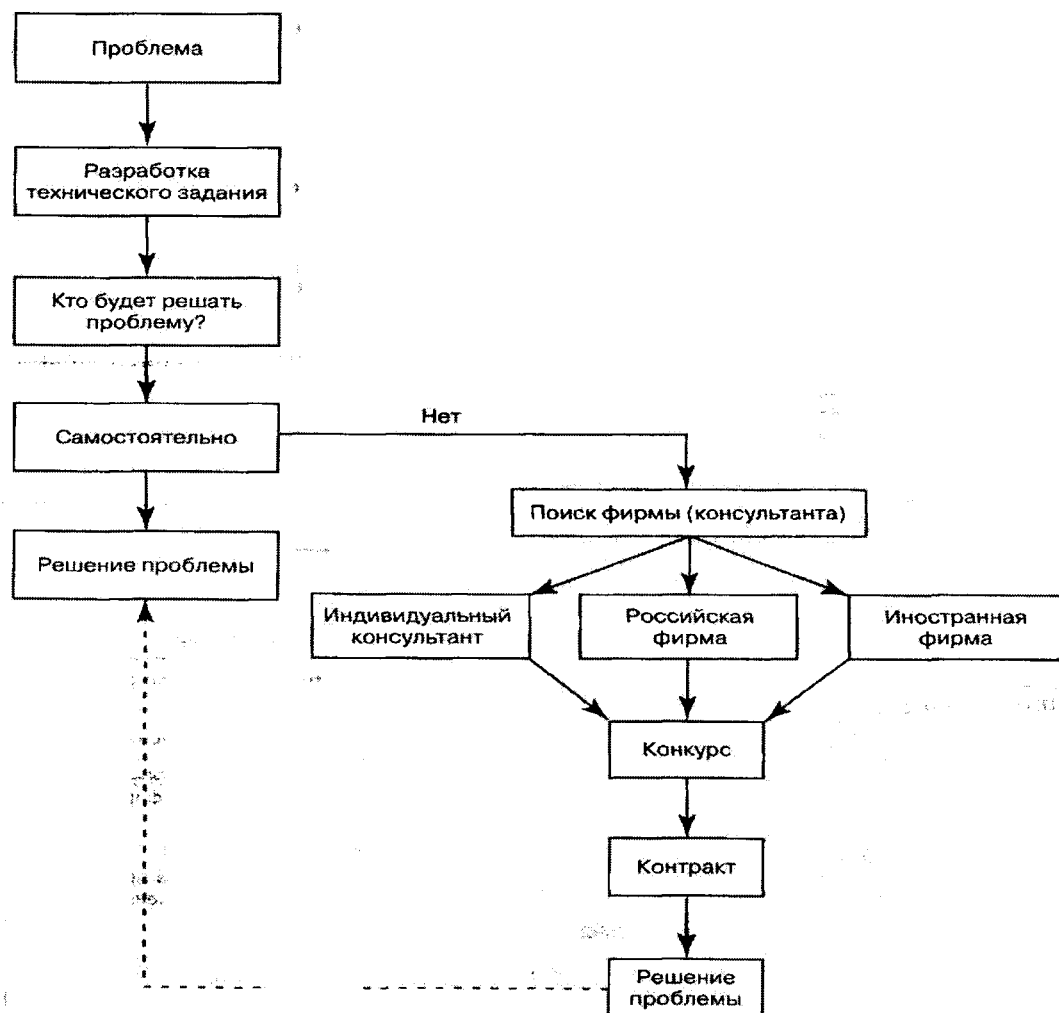 Проблема
Разработка
технического задания
Кто будет решать
проблему?
Самостоятельно
Нет
Поиск фирмы (консультанта)
Решение проблемы
Индивидуальный
консультант
Российская
фирма
Иностранная
фирма
Конкурс
Контракт
Решение
проблемы